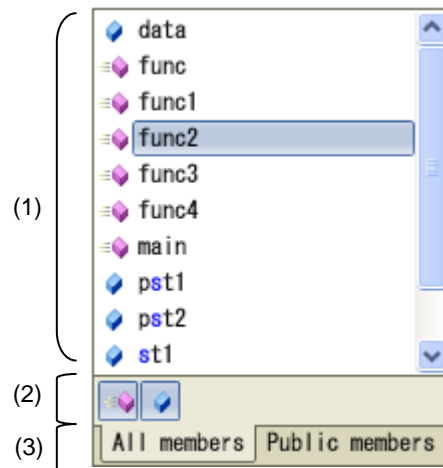 data
func
func1
func2
func3
func4
main
pst1
pst2
st1
(1)
(2)
(3)
All members Public members